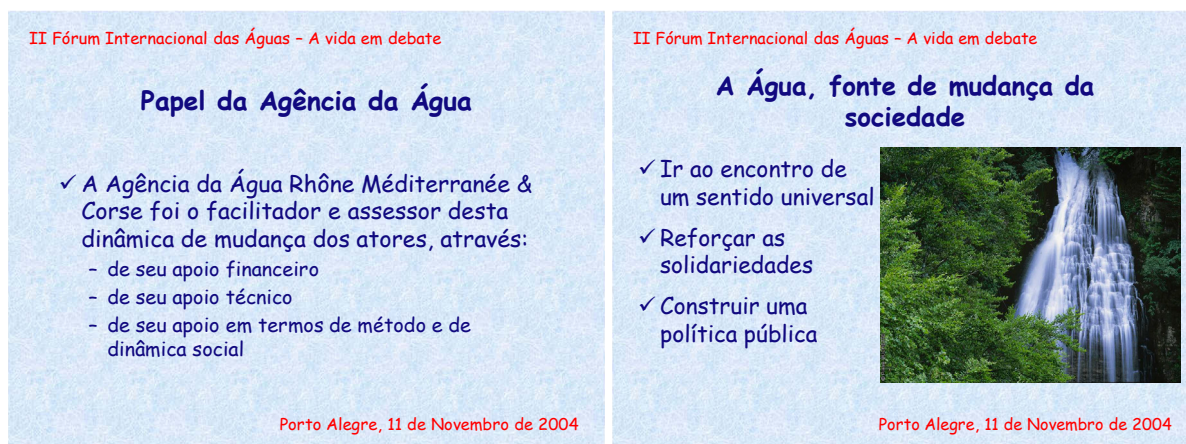 II Fórum Internacional das Águas – A vida em debate
Papel da Agência da Água
✓ A Agência da Água Rhône Méditerranée &
Corse foi o facilitador e assessor desta
dinâmica de mudança dos atores, através:
– de seu apoio financeiro
– de seu apoio técnico
– de seu apoio em termos de método e de
dinâmica social
Porto Alegre, 11 de Novembro de 2004
II Fórum Internacional das Águas – A vida em debate
A Água, fonte de mudança da
sociedade
✓ Ir ao encontro de
um sentido universal
✓ Reforçar as
solidariedades
✓ Construir uma
política pública
Porto Alegre, 11 de Novembro de 2004